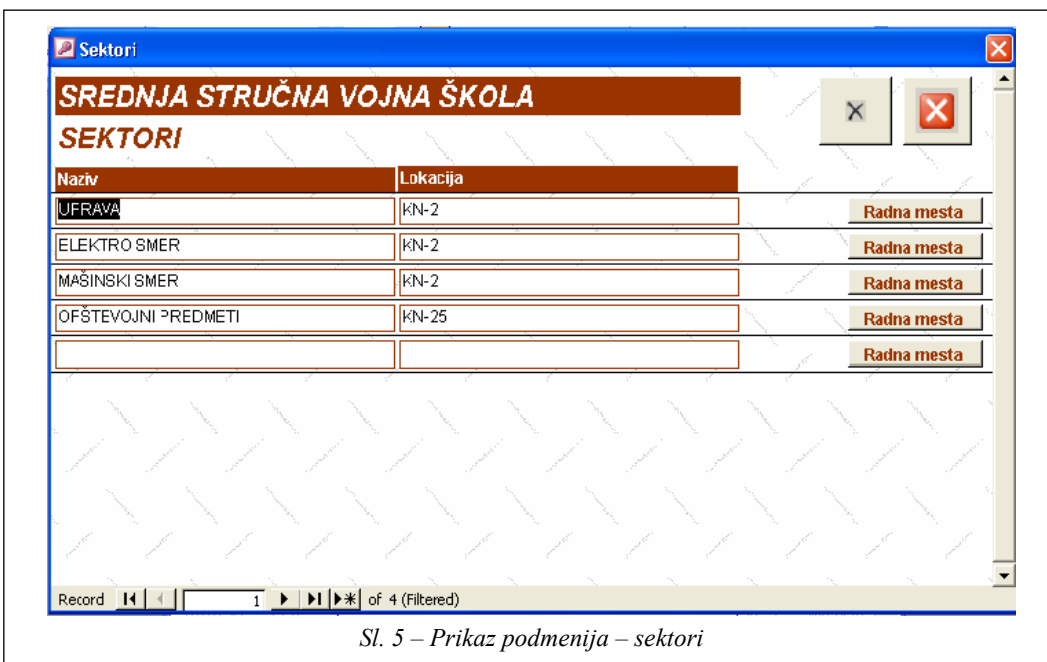 Sektori
SREDNJA STRUČNA VOJNA ŠKOLA
SEKTORI
Naziv Lokacija
UFRAVA KN-2 Radna mesta
ELEKTRO SMER KN-2 Radna mesta
MAŠINSKI SMER KN-2 Radna mesta
OFŠTEVOJNI PREDMETI KN-25 Radna mesta
Radna mesta
Record 1 of 4 (Filtered)
Sl. 5 – Prikaz podmenija – sektori